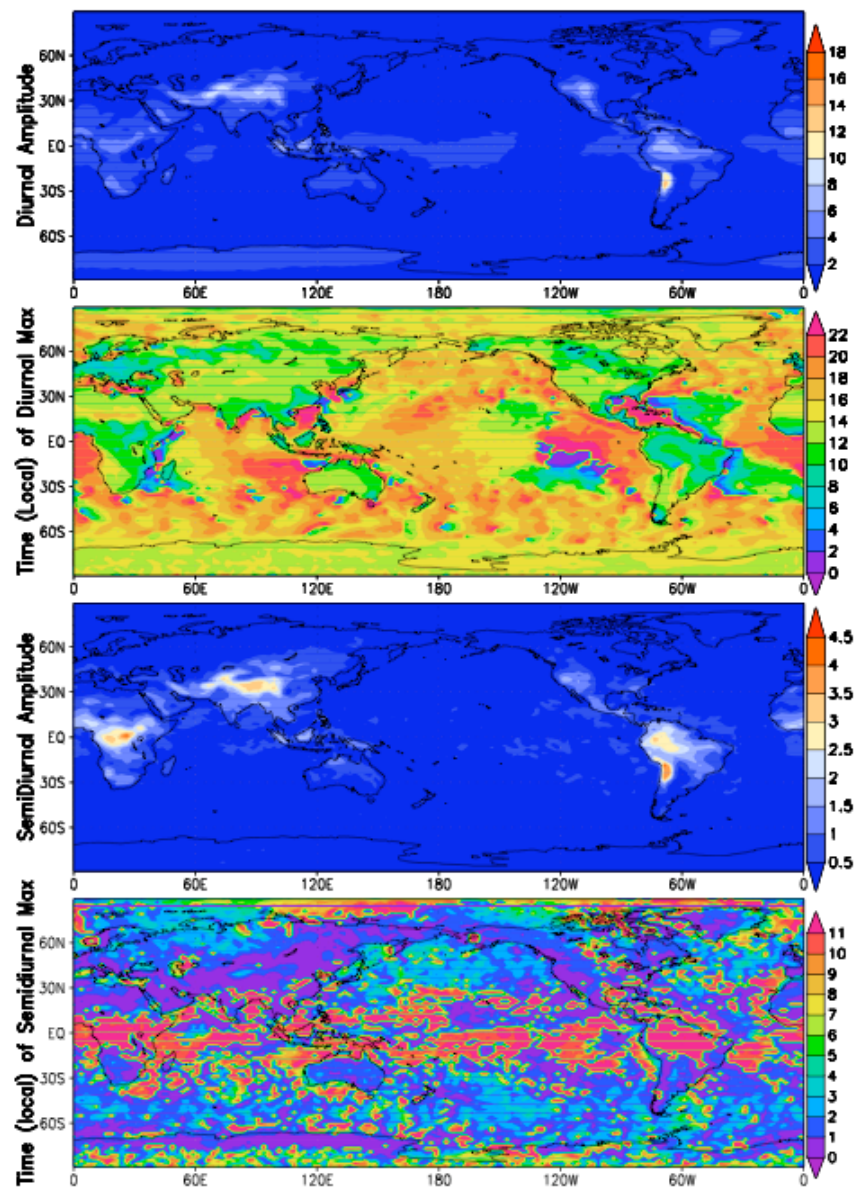 Diurnal Amplitude
60N
30N
EQ
30S
60S
0 60E 120E 180 120W 60W 0
18
16
14
12
10
8
6
4
2
Time (Local) of Diurnal Max
60N
30N
EQ
30S
60S
0 60E 120E 180 120W 60W 0
22
20
18
16
14
12
10
8
6
4
2
0
SemiDiurnal Amplitude
60N
30N
EQ
30S
60S
0 60E 120E 180 120W 60W 0
4.5
4
3.5
3
2.5
2
1.5
1
0.5
Time (local) of Semidiurnal Max
60N
30N
EQ
30S
60S
0 60E 120E 180 120W 60W 0
11
10
9
8
7
6
5
4
3
2
1
0